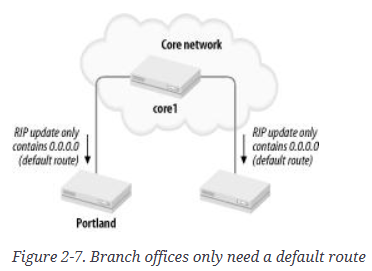 Core network
core1
RIP update only
contains 0.0.0.0
(default route)
RIP update only
contains 0.0.0.0
(default route)
Portland
Figure 2-7. Branch offices only need a default route